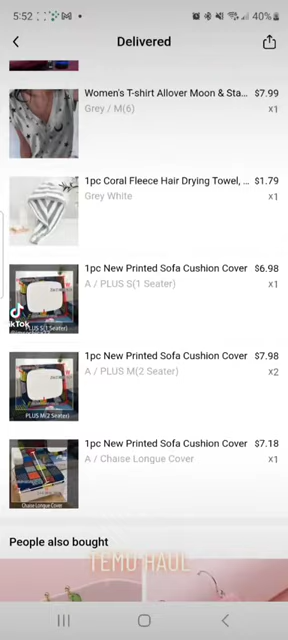 5:52
40%
Delivered
Women's T-shirt Allover Moon & Sta... $7.99
Grey / M(6) x1
1pc Coral Fleece Hair Drying Towel, ... $1.79
Grey White x1
1pc New Printed Sofa Cushion Cover $6.98
A / PLUS S(1 Seater) x1
PLUS S(1 Seater)
1pc New Printed Sofa Cushion Cover $7.98
A / PLUS M(2 Seater) x2
PLUS M(2 Seater)
1pc New Printed Sofa Cushion Cover $7.18
A / Chaise Longue Cover x1
Chaise Longue Cover
People also bought
TEMU HAUL